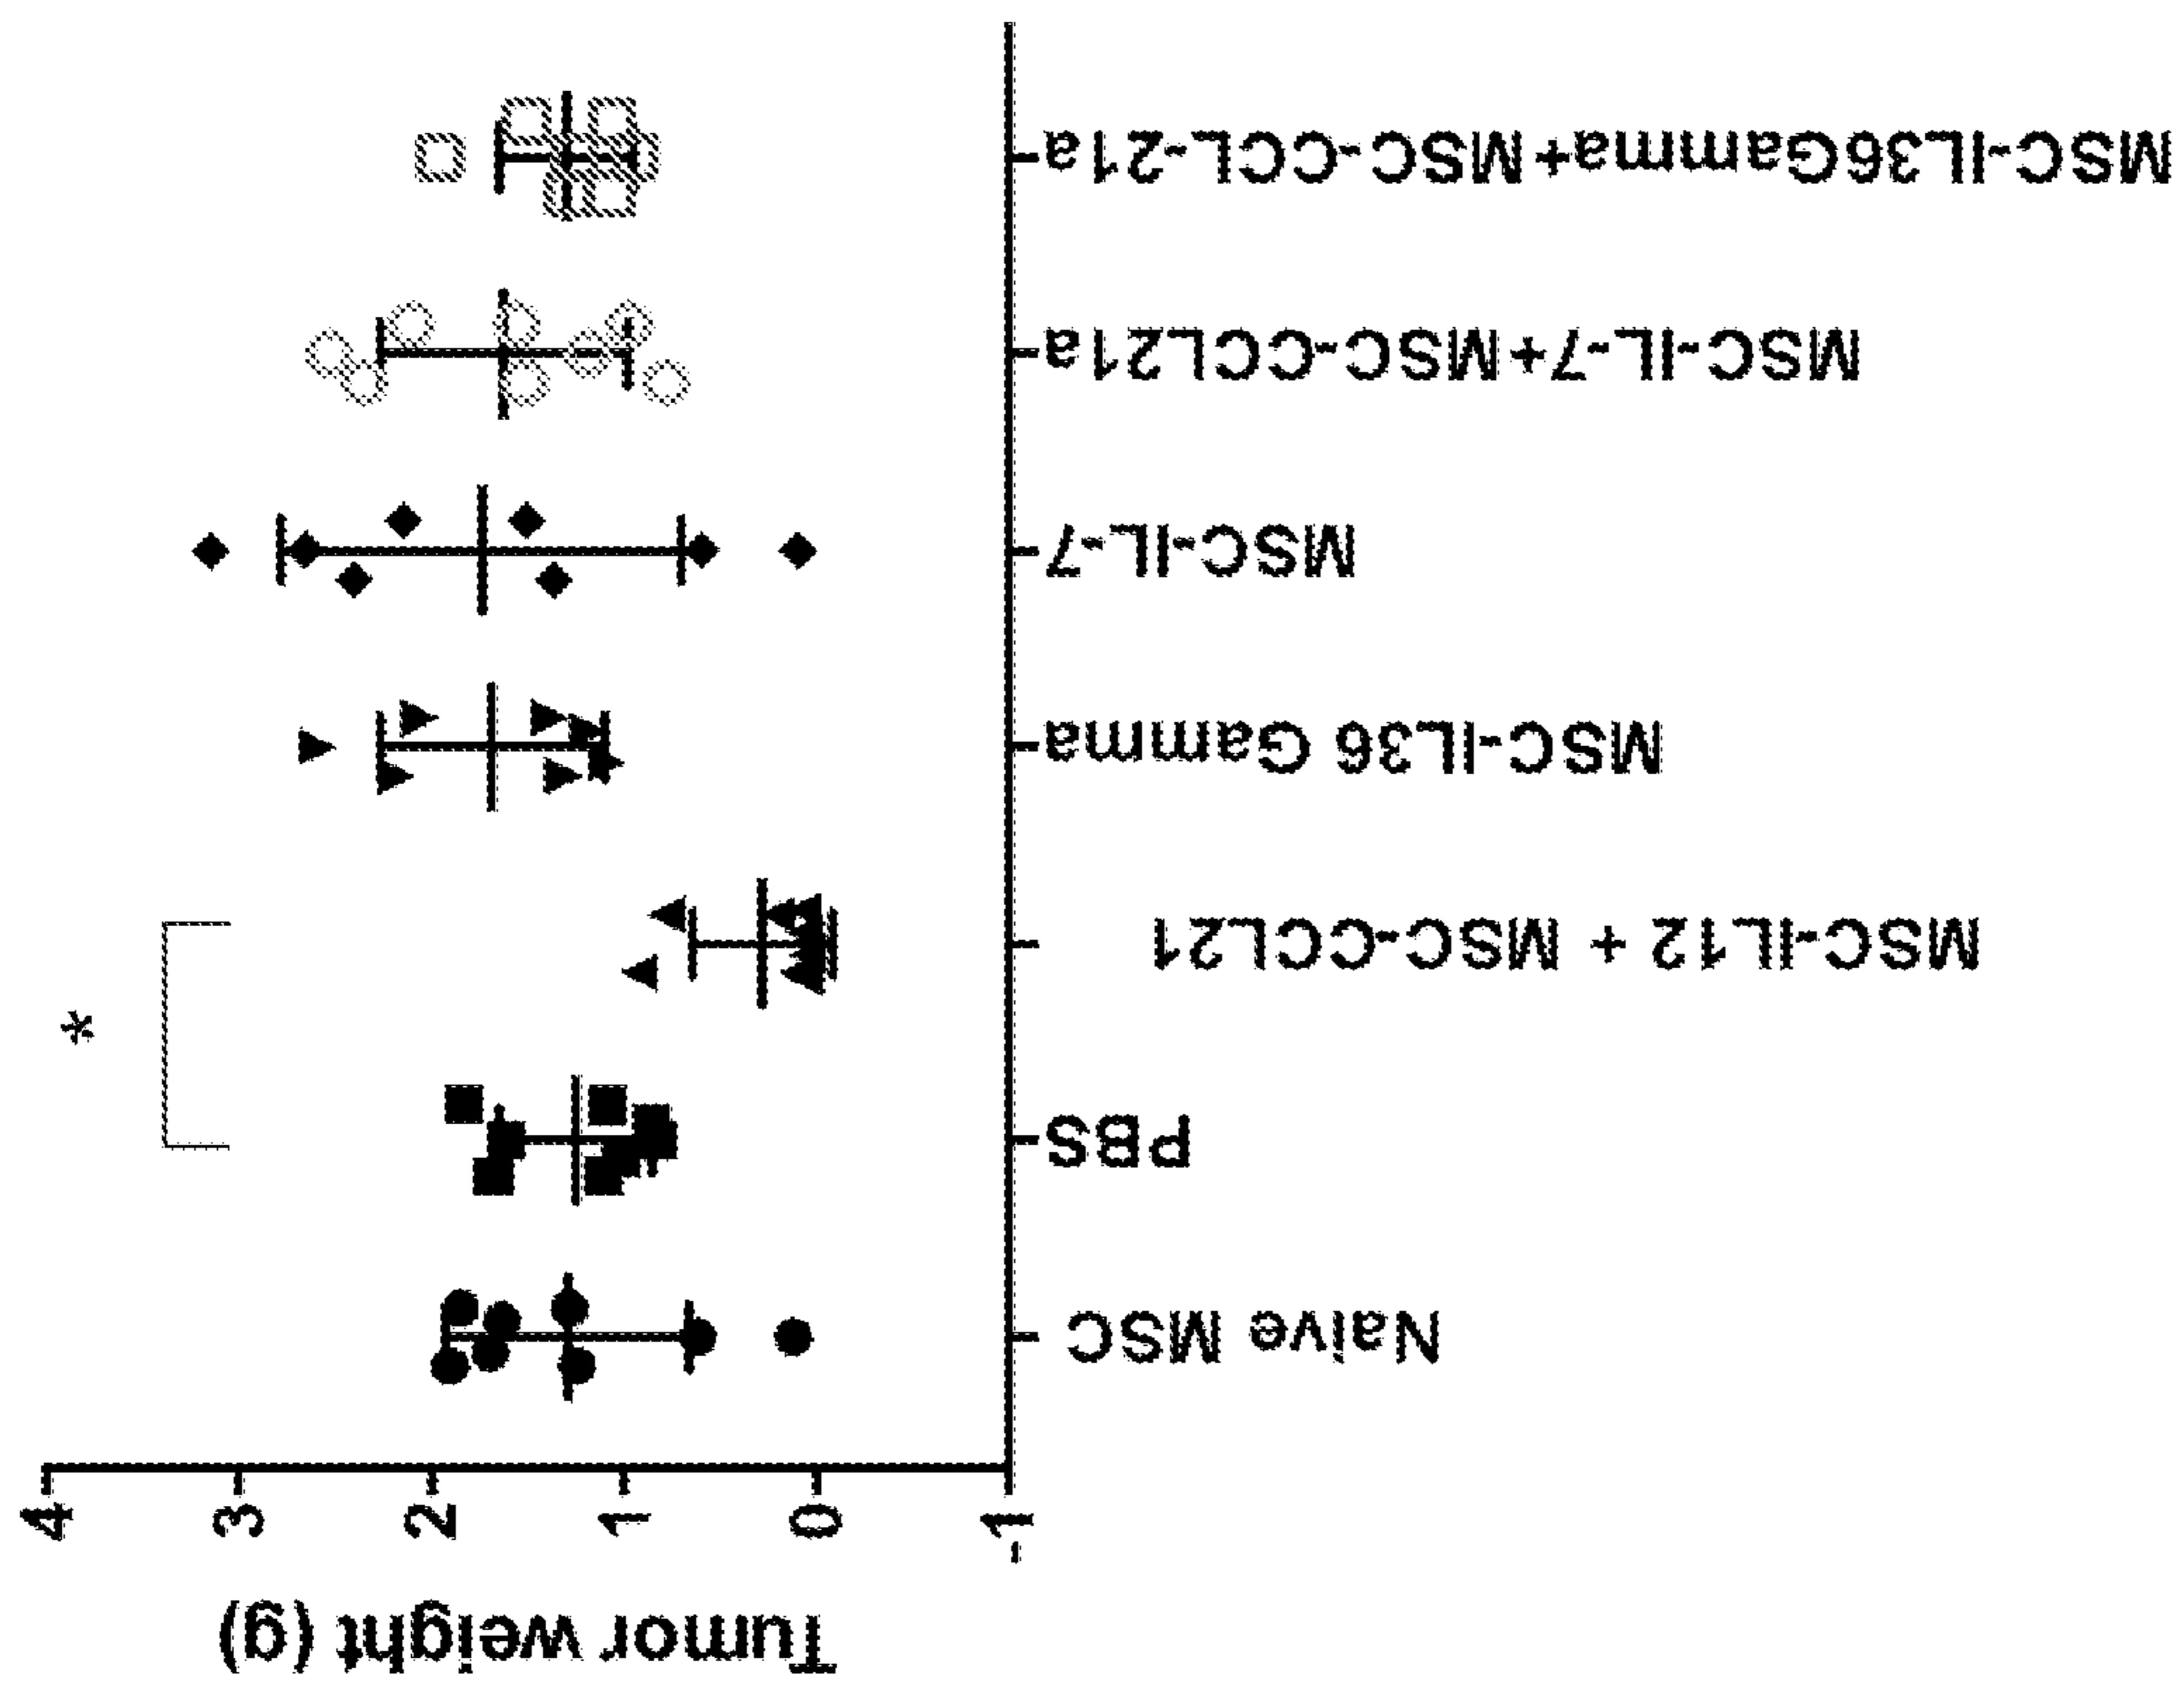 Tumor weight (g)
4
3
2
1
0
-1
*
Naive MSC
PBS
MSC-IL12 + MSC-CCL21
MSC-IL36 Gamma
MSC-IL-7
MSC-IL-7+MSC-CCL21a
MSC-IL36Gamma+MSC-CCL-21a